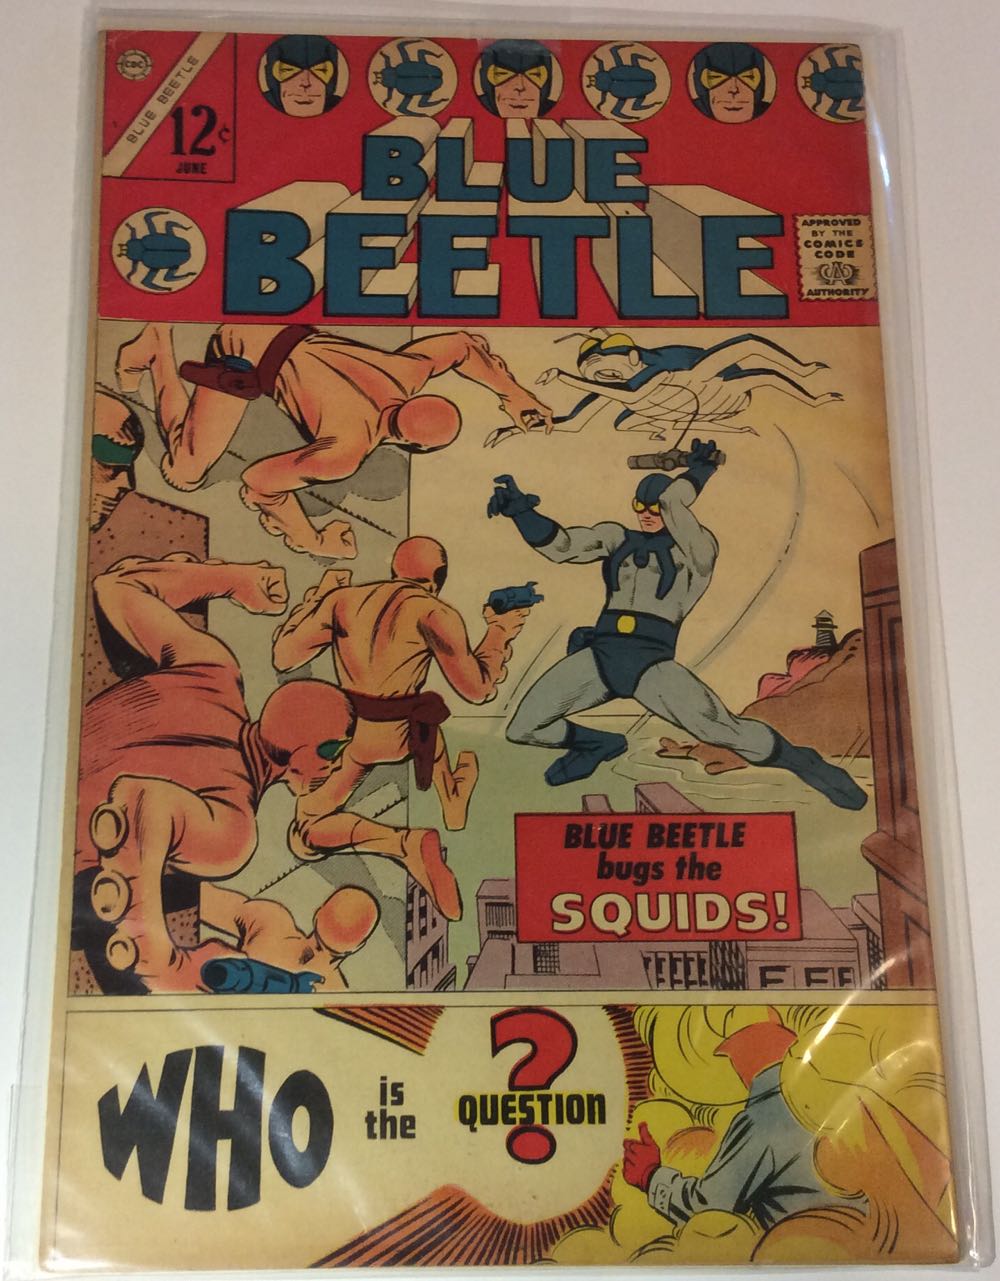 CDC
BLUE BEETLE
12¢
JUNE
BLUE
BEETLE
APPROVED
BY THE
COMICS
CODE
CA
AUTHORITY
BLUE BEETLE
bugs the
SQUIDS!
WHO
is
the
?
QUESTION